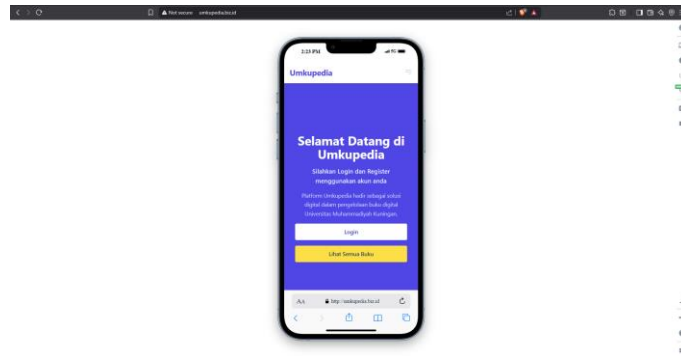 Not secure umkupedia.biz.id
2:23 PM
Umkupedia
Selamat Datang di
Umkupedia
Silahkan Login dan Register
menggunakan akun anda
Platform Umkupedia hadir sebagai solusi
digital dalam pengelolaan buku digital
Universitas Muhammadiyah Kuningan.
Login
Lihat Semua Buku
AA http://umkupedia.biz.id